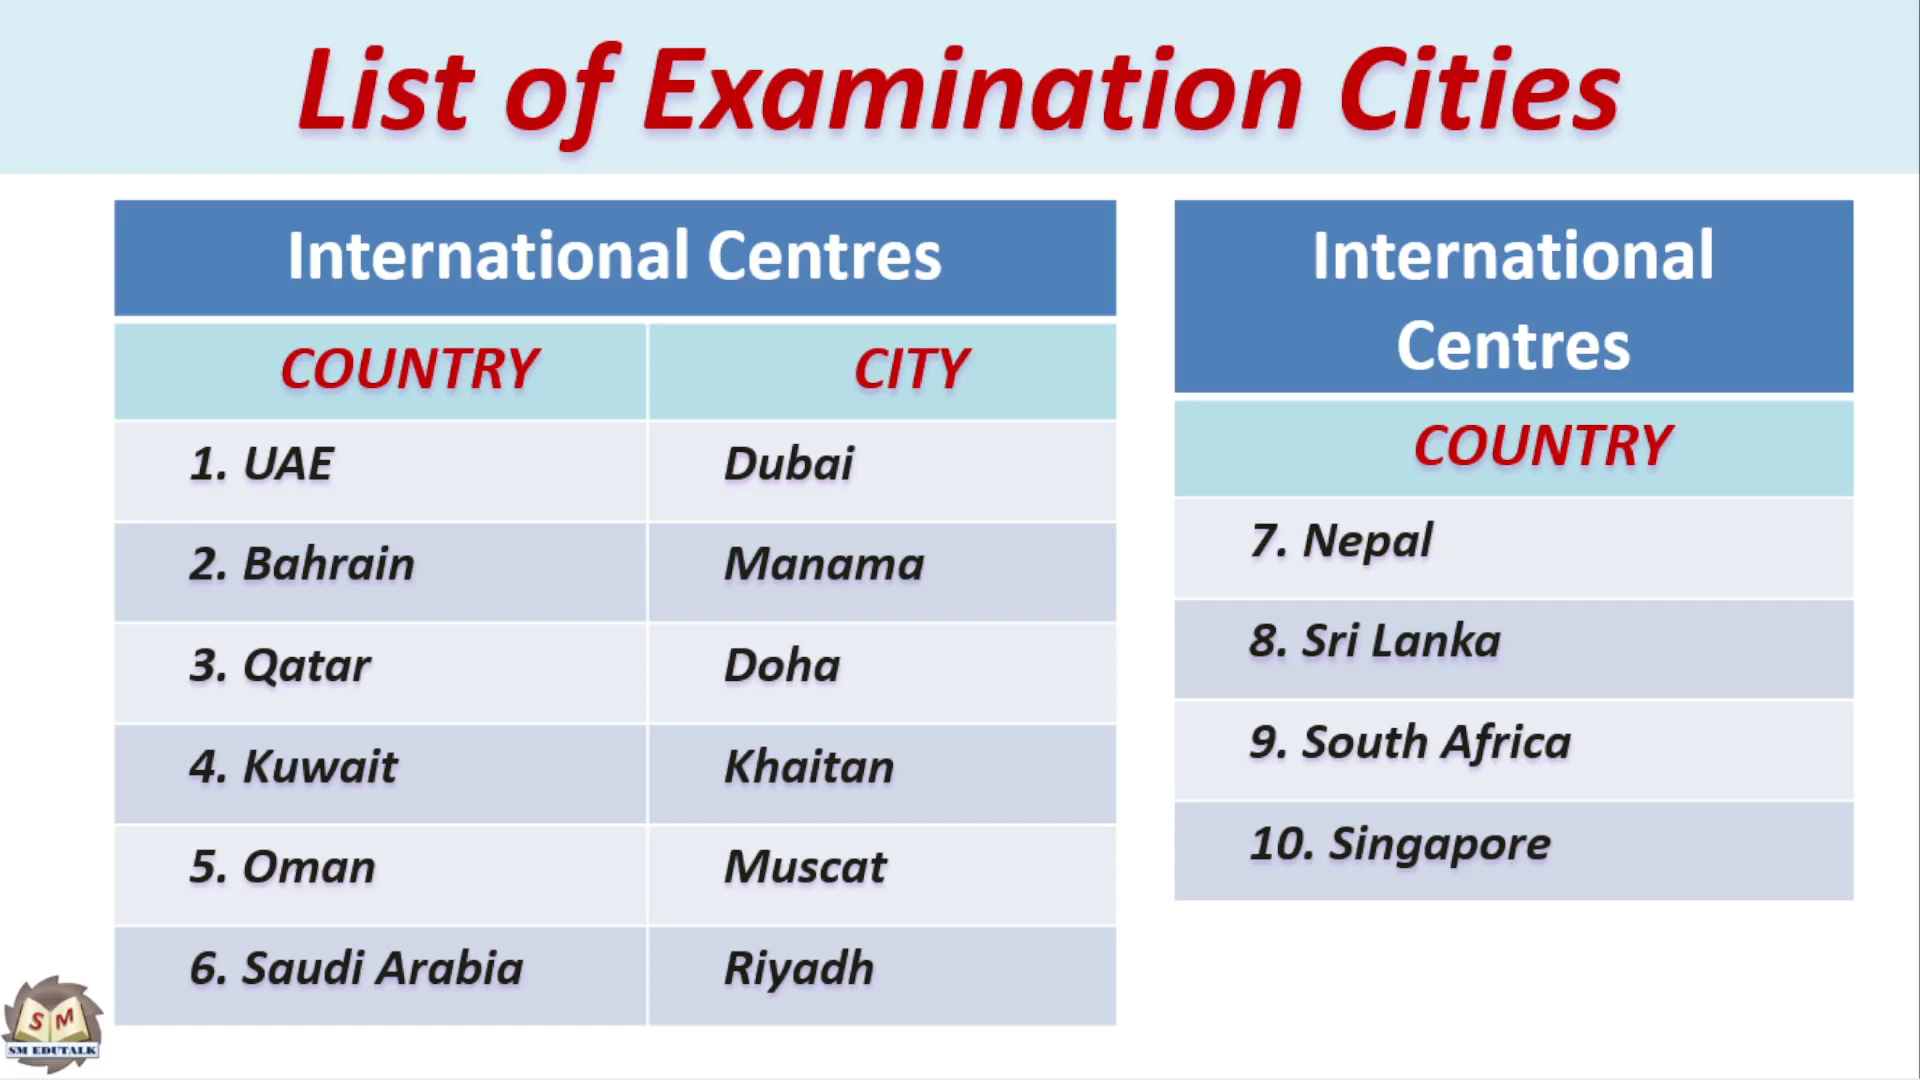 List of Examination Cities
International Centres
COUNTRY CITY
1. UAE Dubai
2. Bahrain Manama
3. Qatar Doha
4. Kuwait Khaitan
5. Oman Muscat
6. Saudi Arabia Riyadh
International
Centres
COUNTRY
7. Nepal
8. Sri Lanka
9. South Africa
10. Singapore
S M
SM EDUTALK